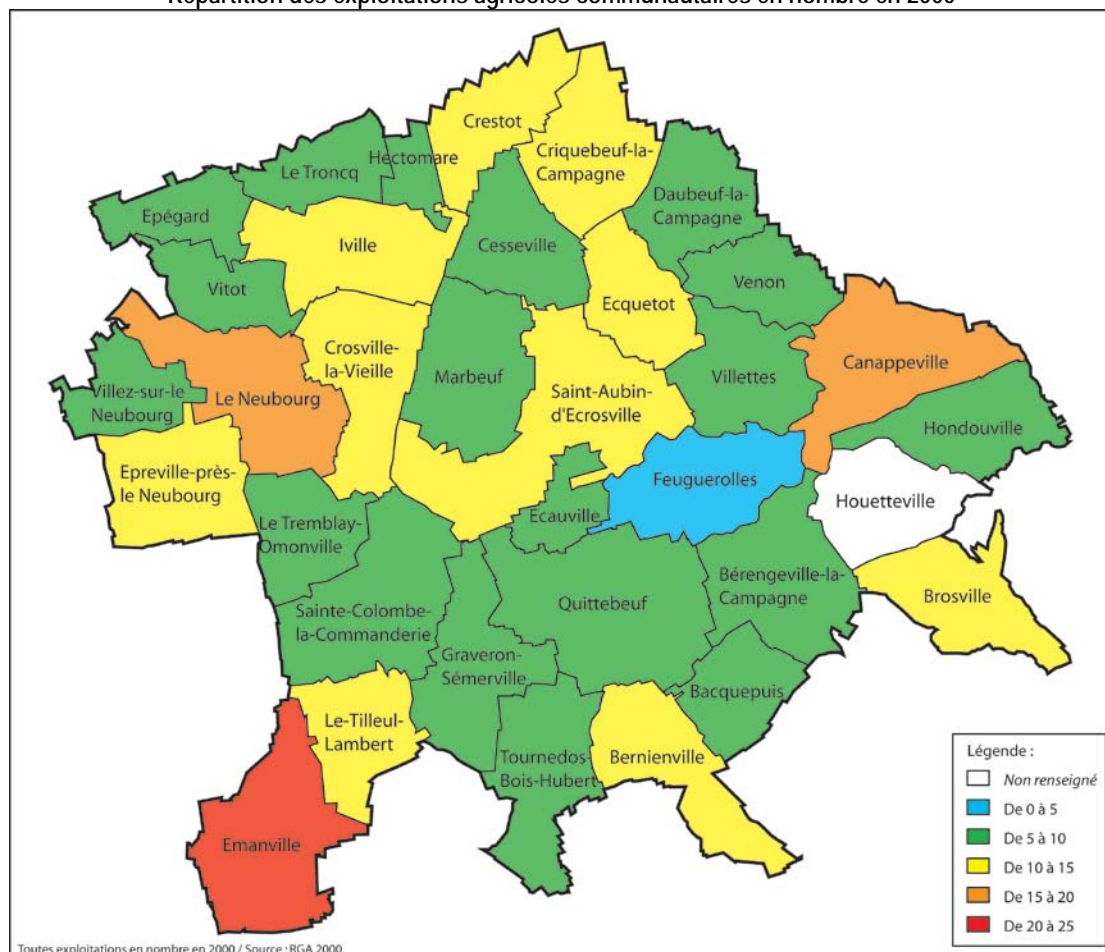 Répartition des exploitations agricoles communautaires en nombre en 2000
Crestot
Criquebeuf-la-
Campagne
Hectomare
Le Troncq
Daubeuf-la-
Campagne
Epégard
Iville
Cesseville
Venon
Vitot
Ecquetot
Crosville-
la-Vieille
Canappeville
Marbeuf
Villettes
Villez-sur-le
Neubourg
Le Neubourg
Saint-Aubin-
d'Ecrosville
Hondouville
Epreville-près-
le Neubourg
Feuguerolles
Houetteville
Le Tremblay-
Omonville
Ecauville
Bérengeville-la-
Campagne
Brosville
Sainte-Colombe-
la-Commanderie
Quittebeuf
Graveron-
Sémerville
Bacquepuis
Le-Tilleul-
Lambert
Tournedos-
Bois-Hubert
Bernienville
Emanville
Légende :
Non renseigné
De 0 à 5
De 5 à 10
De 10 à 15
De 15 à 20
De 20 à 25
Toutes exploitations en nombre en 2000 / Source : RGA 2000